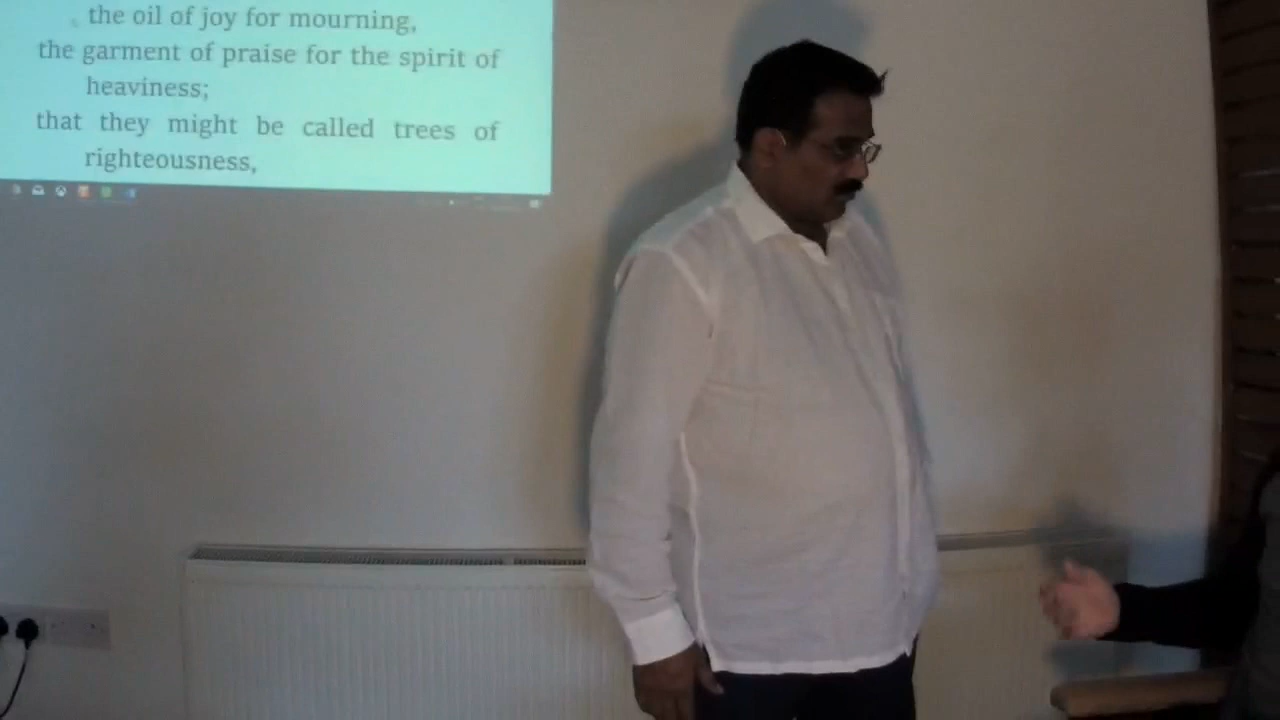 the oil of joy for mourning,
the garment of praise for the spirit of
heaviness;
that they might be called trees of
righteousness,